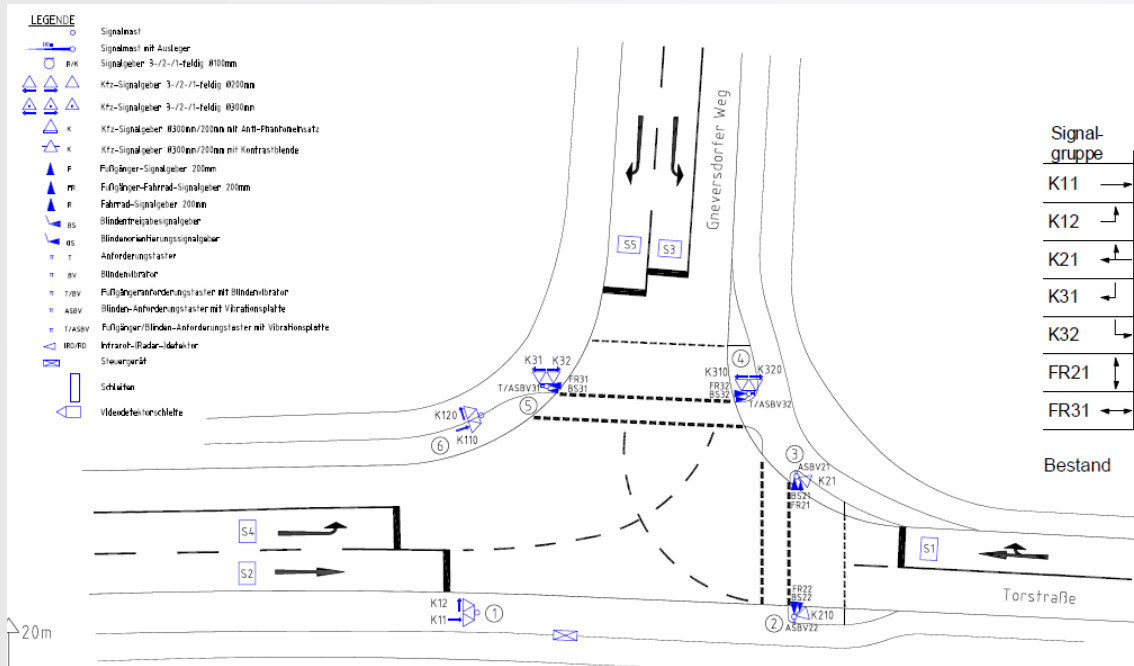 LEGENDE
Signalmast
Signalmast mit Ausleger
R/K Signalgeber 3-/2-/1-feldig Ø100mm
Kfz-Signalgeber 3-/2-/1-feldig Ø200mm
Kfz-Signalgeber 3-/2-/1-feldig Ø300mm
K Kfz-Signalgeber Ø300mm/200mm mit Anti-Phantomeinsatz
K Kfz-Signalgeber Ø300mm/200mm mit Kontrastblende
F Fußgänger-Signalgeber 200mm
FR Fußgänger-Fahrrad-Signalgeber 200mm
R Fahrrad-Signalgeber 200mm
BS Blindenfreigabesignalgeber
OS Blindenorientierungssignalgeber
T Anforderungstaster
BV Blindenvibrator
T/BV Fußgängeranforderungstaster mit Blindenvibrator
ASBV Blinden-Anforderungstaster mit Vibrationsplatte
T/ASBV Fußgänger/Blinden-Anforderungstaster mit Vibrationsplatte
IRD/RD Infrarot-(Radar-)detektor
Steuergerät
Schleifen
Videodetektorschleife
Gneversdorfer Weg
S5 S3
4
K31 K32
K310 K320
FR31
BS31
T/ASBV31
FR32
BS32
T/ASBV32
5
K120
K110
6
3
ASBV21
K21
BS21
FR21
S4
S2
S1
Torstraße
K12
K11
1
FR22
BS22
K210
2
ASBV22
20m
Signal-
gruppe
K11
K12
K21
K31
K32
FR21
FR31
Bestand